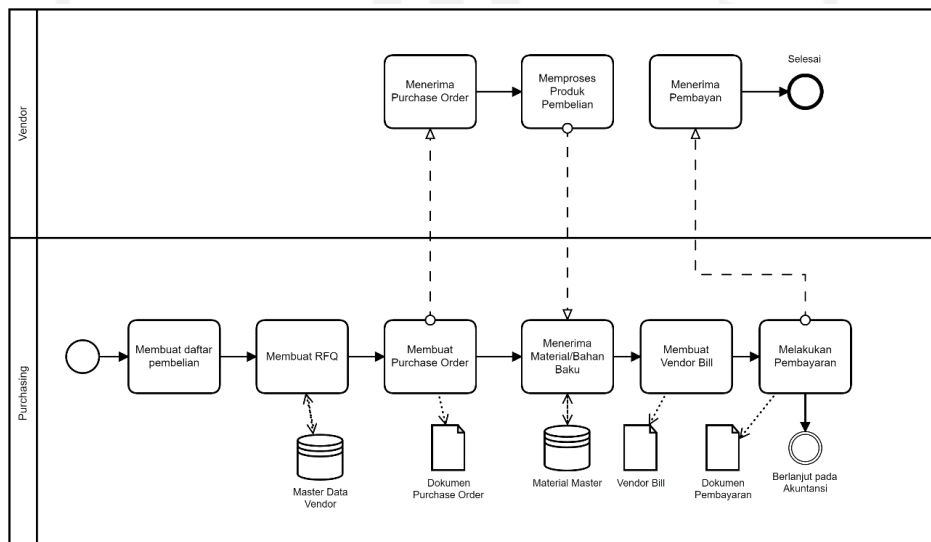 Vendor
Menerima
Purchase Order
Memproses
Produk
Pembelian
Menerima
Pembayan
Selesai
Purchasing
Membuat daftar
pembelian
Membuat RFQ
Membuat
Purchase Order
Menerima
Material/Bahan
Baku
Membuat
Vendor Bill
Melakukan
Pembayaran
Master Data
Vendor
Dokumen
Purchase Order
Material Master
Vendor Bill
Dokumen
Pembayaran
Berlanjut pada
Akuntansi